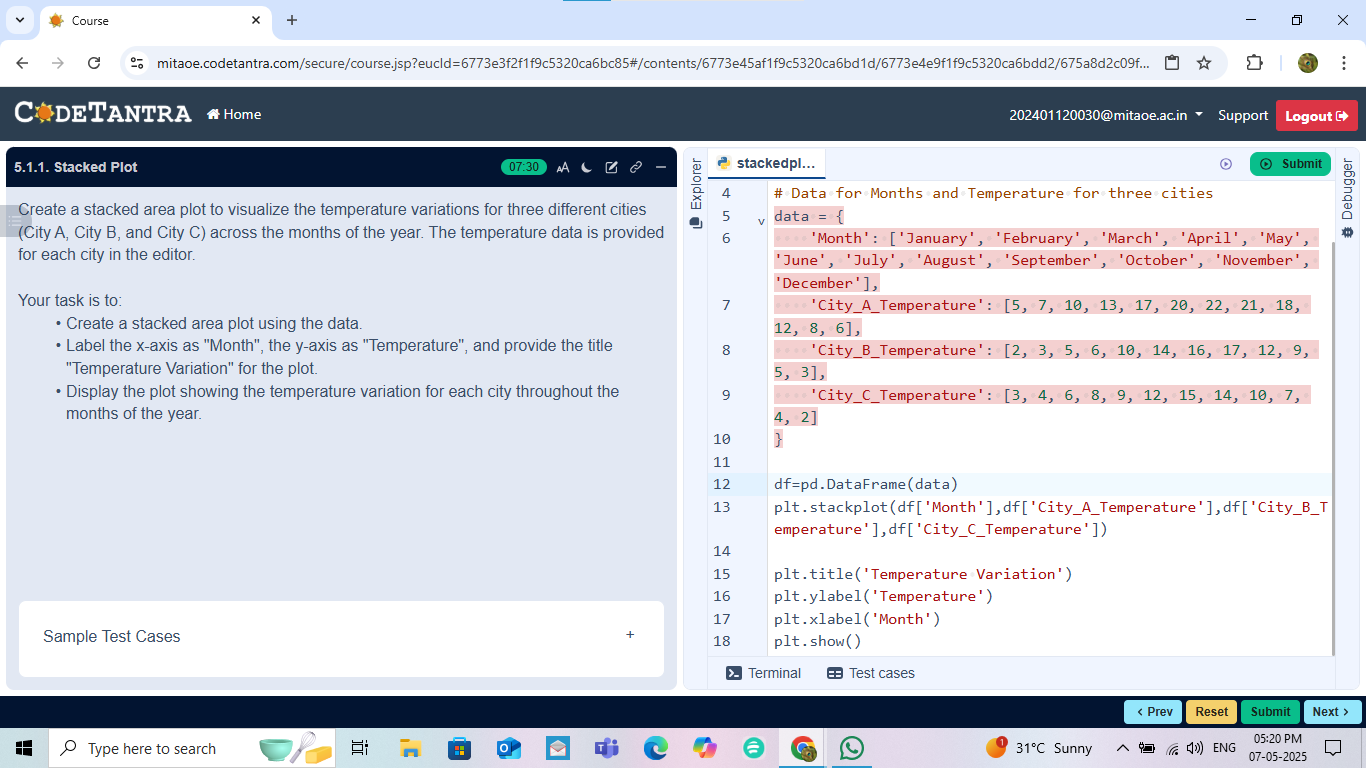 Course
mitaoe.codetantra.com/secure/course.jsp?eucId=6773e3f2f1f9c5320ca6bc85#/contents/6773e45af1f9c5320ca6bd1d/6773e4e9f1f9c5320ca6bdd2/675a8d2c09f...
CODETANTRA
Home
202401120030@mitaoe.ac.in
Support
Logout
5.1.1. Stacked Plot
07:30
AA
Create a stacked area plot to visualize the temperature variations for three different cities
(City A, City B, and City C) across the months of the year. The temperature data is provided
for each city in the editor.
Your task is to:
• Create a stacked area plot using the data.
• Label the x-axis as "Month", the y-axis as "Temperature", and provide the title
"Temperature Variation" for the plot.
• Display the plot showing the temperature variation for each city throughout the
months of the year.
Sample Test Cases
+
Explorer
stackedpl...
Submit
Debugger
4 # Data for Months and Temperature for three cities
5 data = {
6 'Month': ['January', 'February', 'March', 'April', 'May',
'June', 'July', 'August', 'September', 'October', 'November',
'December'],
7 'City_A_Temperature': [5, 7, 10, 13, 17, 20, 22, 21, 18,
12, 8, 6],
8 'City_B_Temperature': [2, 3, 5, 6, 10, 14, 16, 17, 12, 9,
5, 3],
9 'City_C_Temperature': [3, 4, 6, 8, 9, 12, 15, 14, 10, 7,
4, 2]
10 }
11
12 df=pd.DataFrame(data)
13 plt.stackplot(df['Month'],df['City_A_Temperature'],df['City_B_T
emperature'],df['City_C_Temperature'])
14
15 plt.title('Temperature Variation')
16 plt.ylabel('Temperature')
17 plt.xlabel('Month')
18 plt.show()
Terminal
Test cases
< Prev
Reset
Submit
Next >
Type here to search
1
31°C Sunny
ENG
05:20 PM
07-05-2025